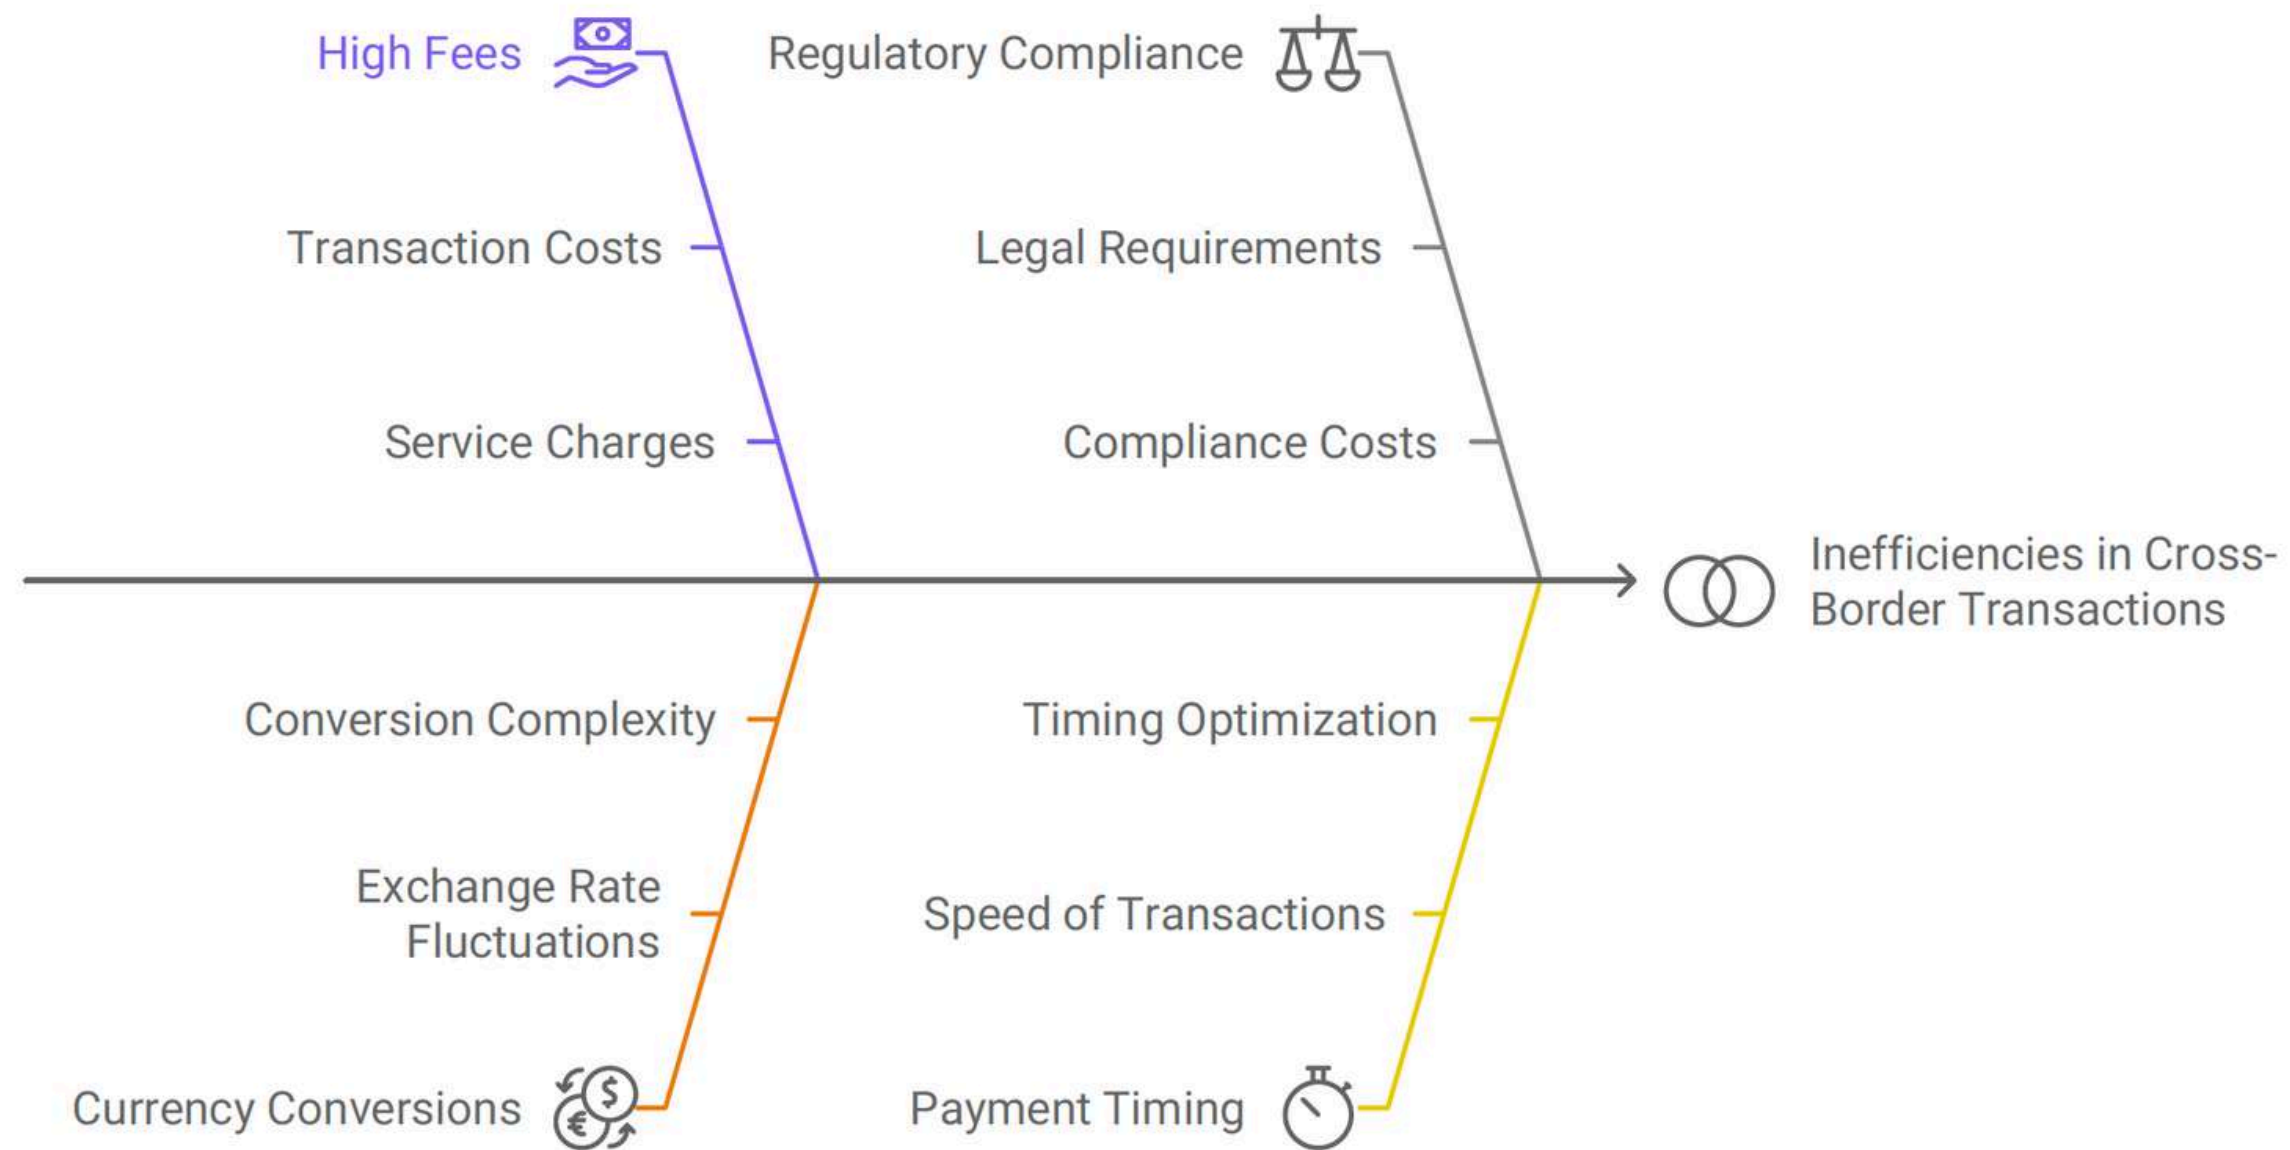 High Fees
Regulatory Compliance
Transaction Costs
Legal Requirements
Service Charges
Compliance Costs
Inefficiencies in Cross-
Border Transactions
Conversion Complexity
Timing Optimization
Exchange Rate
Fluctuations
Speed of Transactions
Currency Conversions
$
€
Payment Timing